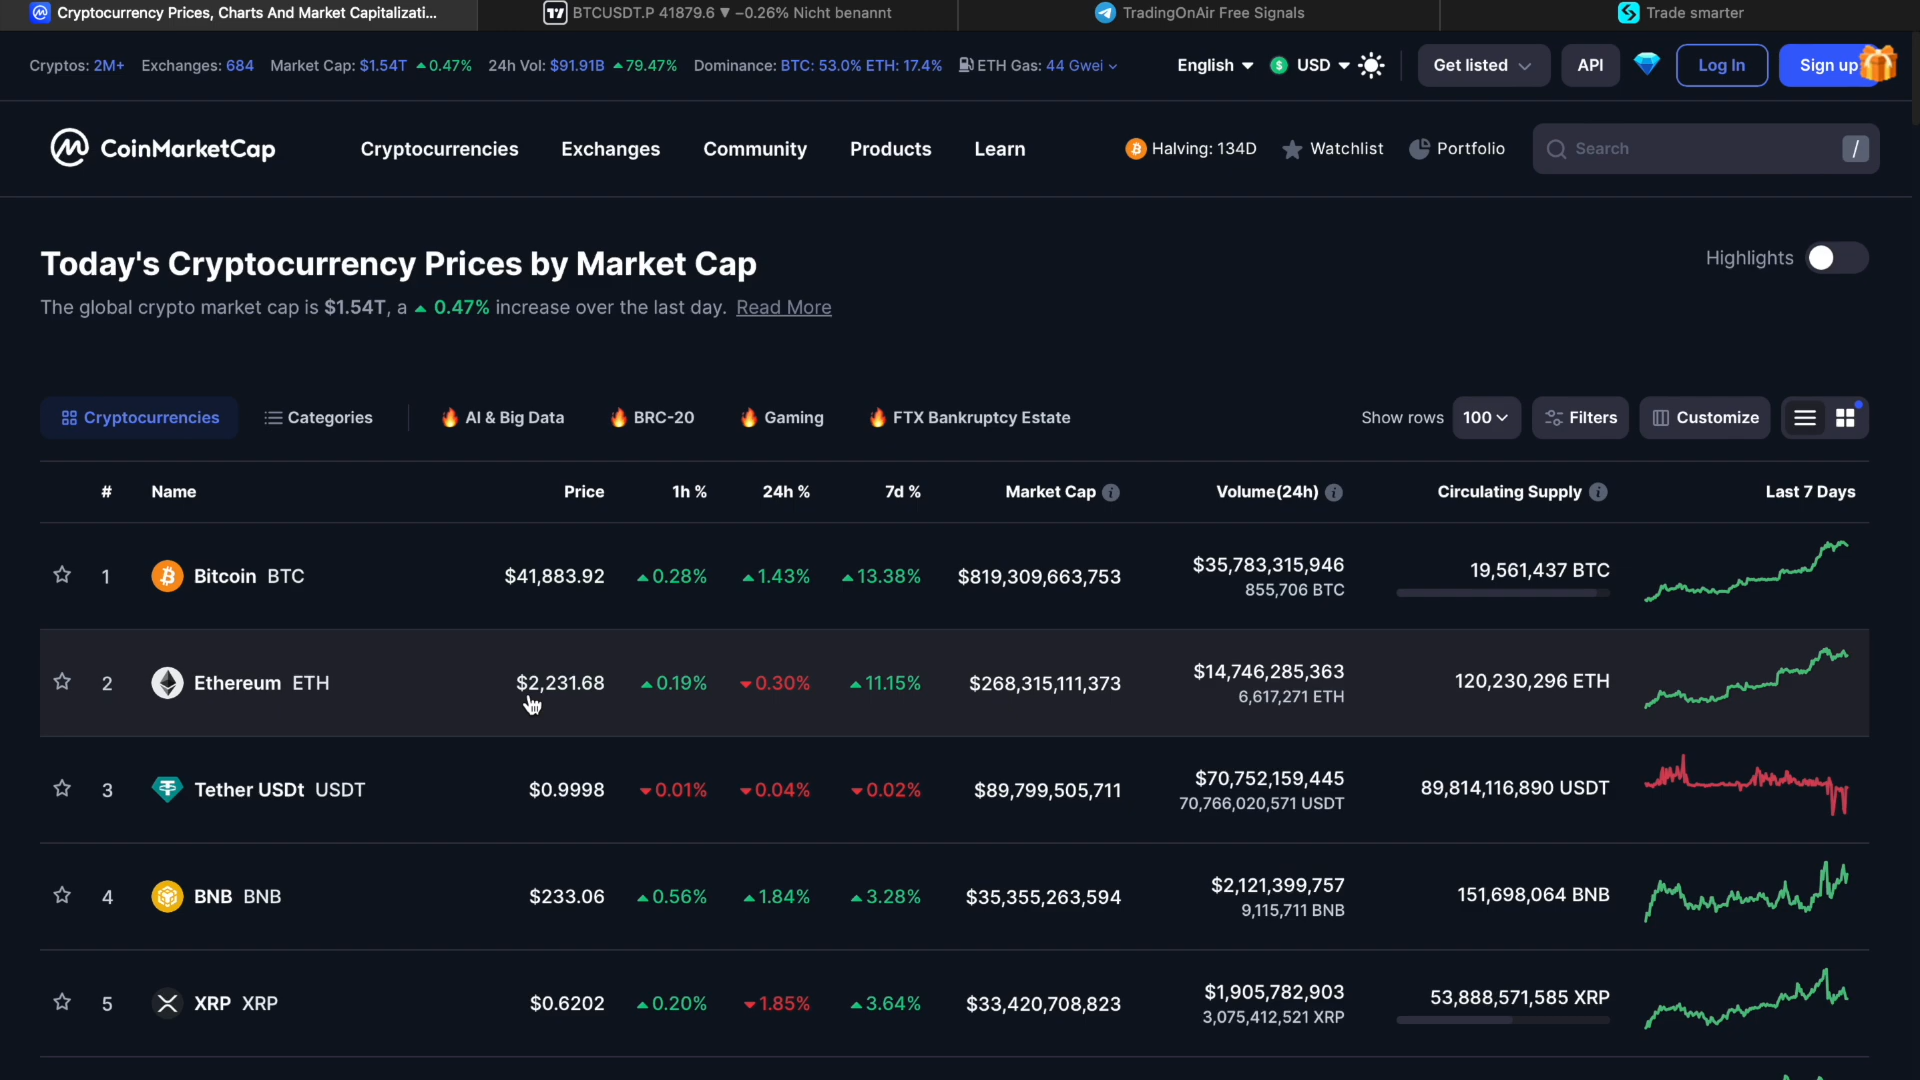 Cryptocurrency Prices, Charts And Market Capitalizati...
BTCUSDT.P 41879.6 ▼ −0.26% Nicht benannt
TradingOnAir Free Signals
Trade smarter
Cryptos: 2M+ Exchanges: 684 Market Cap: $1.54T 0.47% 24h Vol: $91.91B 79.47% Dominance: BTC: 53.0% ETH: 17.4% ETH Gas: 44 Gwei
English USD Get listed API Log In Sign up
CoinMarketCap Cryptocurrencies Exchanges Community Products Learn Halving: 134D Watchlist Portfolio Search /
Today's Cryptocurrency Prices by Market Cap
Highlights
The global crypto market cap is $1.54T, a 0.47% increase over the last day. Read More
Cryptocurrencies Categories AI & Big Data BRC-20 Gaming FTX Bankruptcy Estate Show rows 100 Filters Customize
# Name Price 1h % 24h % 7d % Market Cap Volume(24h) Circulating Supply Last 7 Days
1 Bitcoin BTC $41,883.92 0.28% 1.43% 13.38% $819,309,663,753 $35,783,315,946 19,561,437 BTC
855,706 BTC
2 Ethereum ETH $2,231.68 0.19% 0.30% 11.15% $268,315,111,373 $14,746,285,363 120,230,296 ETH
6,617,271 ETH
3 Tether USDt USDT $0.9998 0.01% 0.04% 0.02% $89,799,505,711 $70,752,159,445 89,814,116,890 USDT
70,766,020,571 USDT
4 BNB BNB $233.06 0.56% 1.84% 3.28% $35,355,263,594 $2,121,399,757 151,698,064 BNB
9,115,711 BNB
5 XRP XRP $0.6202 0.20% 1.85% 3.64% $33,420,708,823 $1,905,782,903 53,888,571,585 XRP
3,075,412,521 XRP